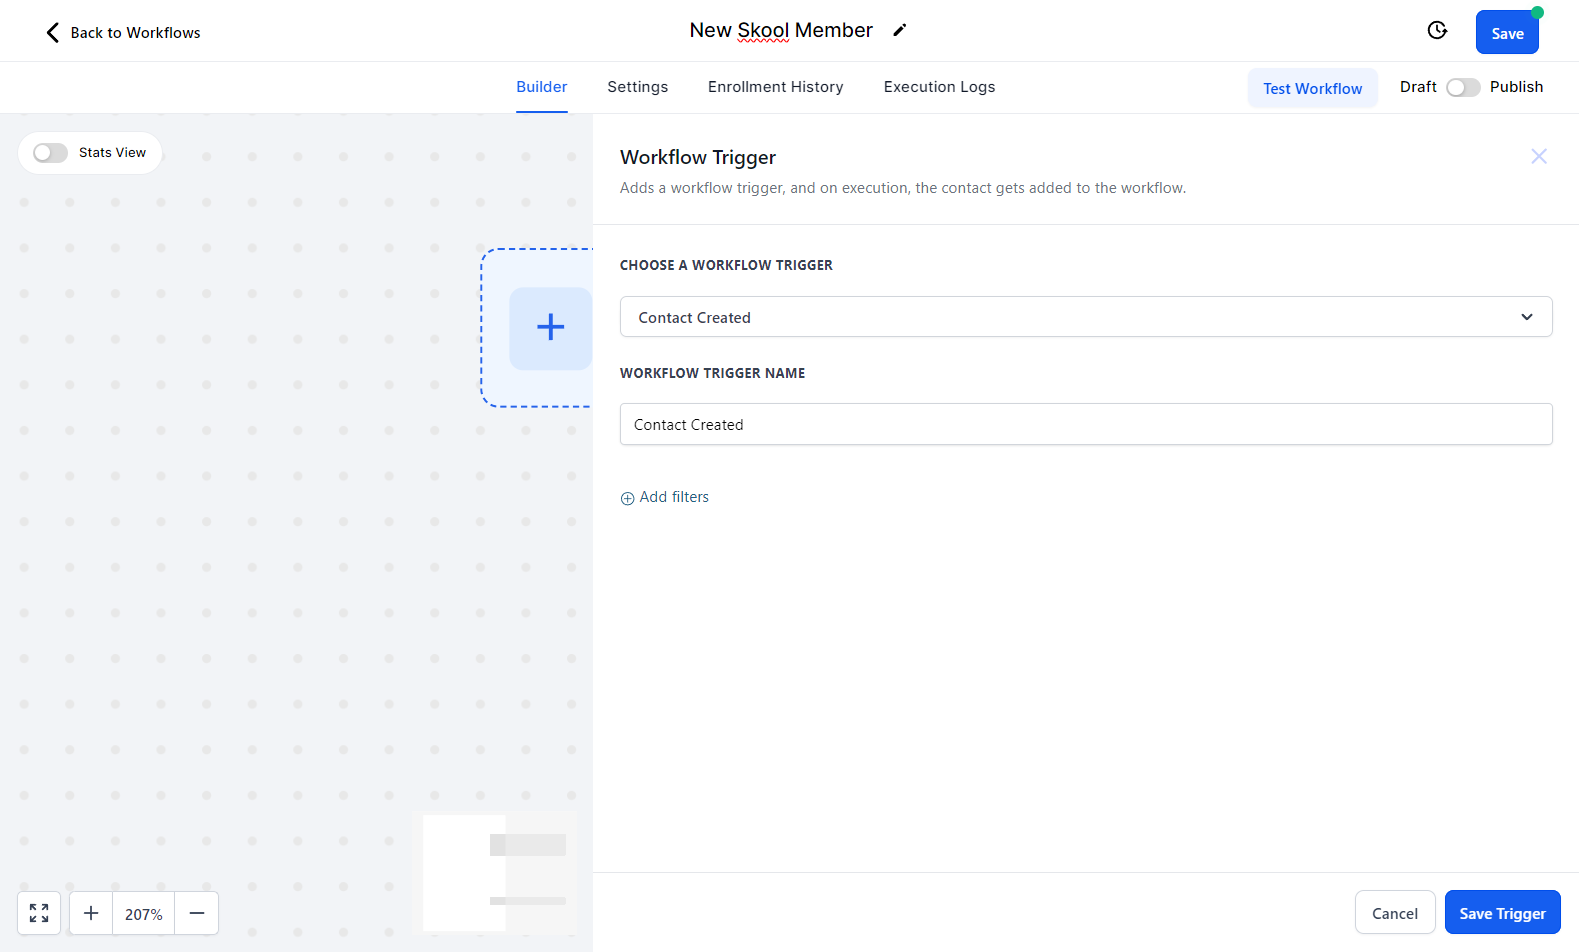 Back to Workflows
New Skool Member
Save
Builder
Settings
Enrollment History
Execution Logs
Test Workflow
Draft
Publish
Stats View
Workflow Trigger
Adds a workflow trigger, and on execution, the contact gets added to the workflow.
CHOOSE A WORKFLOW TRIGGER
Contact Created
WORKFLOW TRIGGER NAME
Contact Created
Add filters
207%
Cancel
Save Trigger